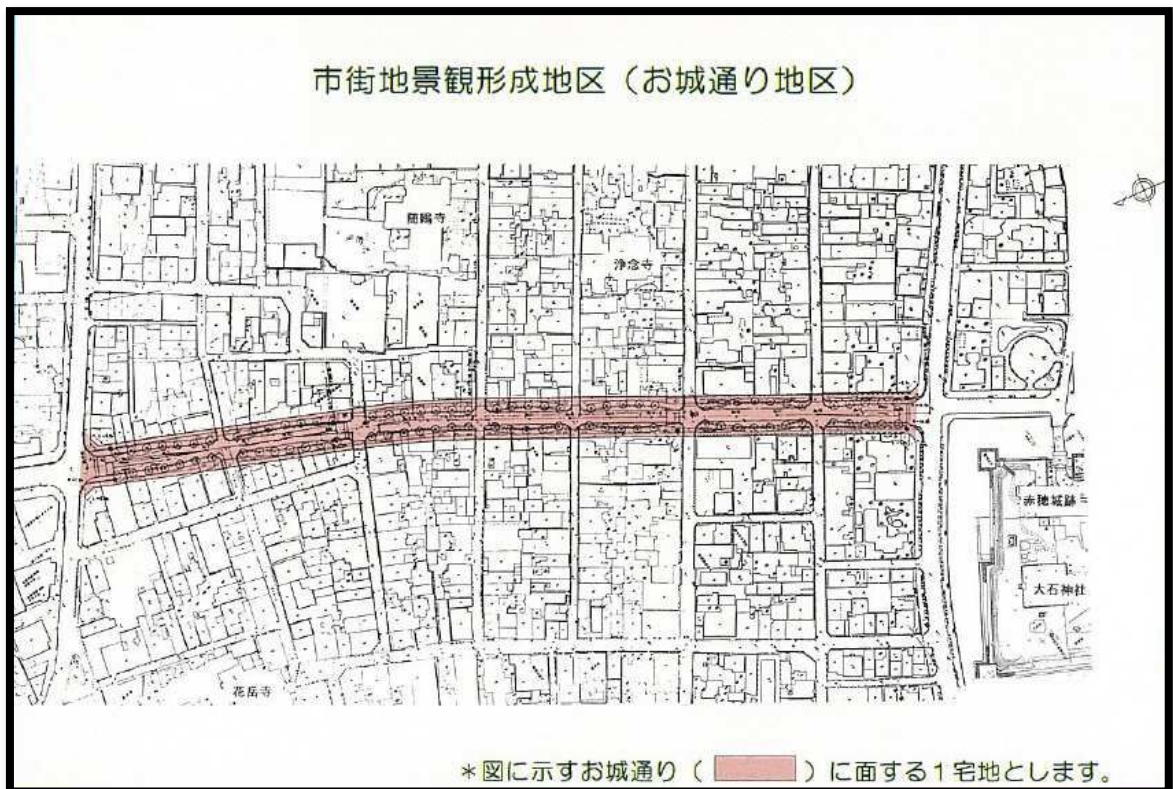 市街地景観形成地区(お城通り地区)
随鷗寺
浄念寺
赤穂城跡
大石神社
花岳寺
*図に示すお城通り( )に面する1宅地とします。